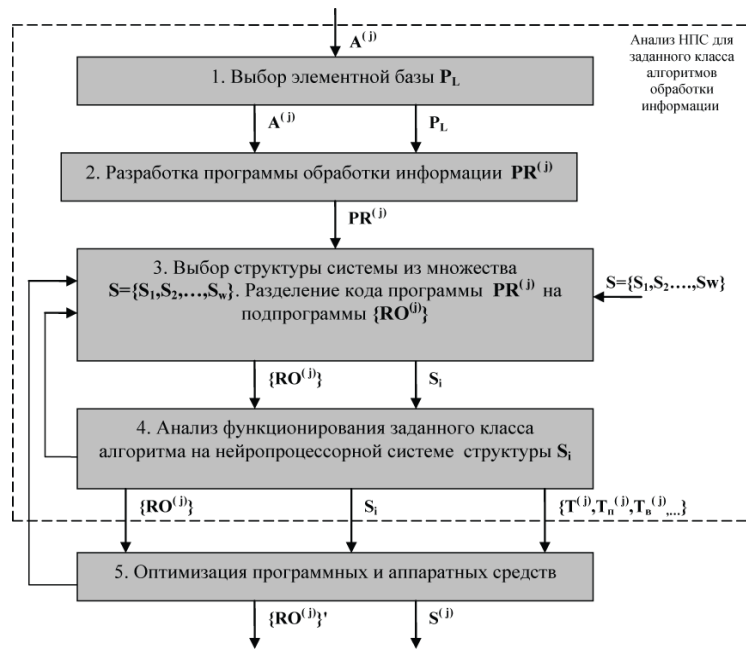 A(j)
Анализ НПС для
заданного класса
алгоритмов
обработки
информации
1. Выбор элементной базы PL
A(j)
PL
2. Разработка программы обработки информации PR(j)
PR(j)
3. Выбор структуры системы из множества
S={S1,S2,…,Sw}. Разделение кода программы PR(j) на
подпрограммы {RO(j)}
S={S1,S2….,Sw}
{RO(j)}
Si
4. Анализ функционирования заданного класса
алгоритма на нейропроцессорной системе структуры Si
{RO(j)}
Si
{T(j),Tп(j),Tв(j),...}
5. Оптимизация программных и аппаратных средств
{RO(j)}'
S(j)